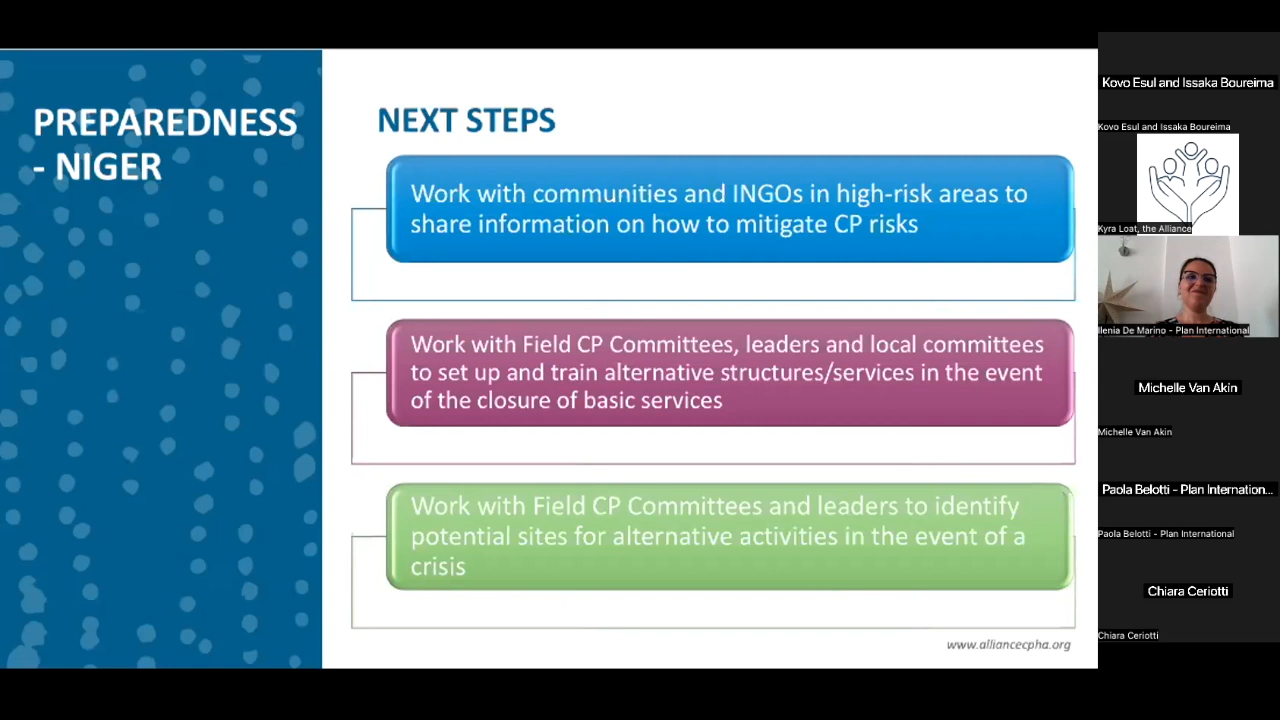 PREPAREDNESS
- NIGER
NEXT STEPS
Work with communities and INGOs in high-risk areas to
share information on how to mitigate CP risks
Work with Field CP Committees, leaders and local committees
to set up and train alternative structures/services in the event
of the closure of basic services
Work with Field CP Committees and leaders to identify
potential sites for alternative activities in the event of a
crisis
www.alliancecpha.org
Kovo Esul and Issaka Boureima
Kovo Esul and Issaka Boureima
Kyra Loat, the Alliance
Ilenia De Marino - Plan International
Michelle Van Akin
Michelle Van Akin
Paola Belotti - Plan Internation...
Paola Belotti - Plan International
Chiara Ceriotti
Chiara Ceriotti